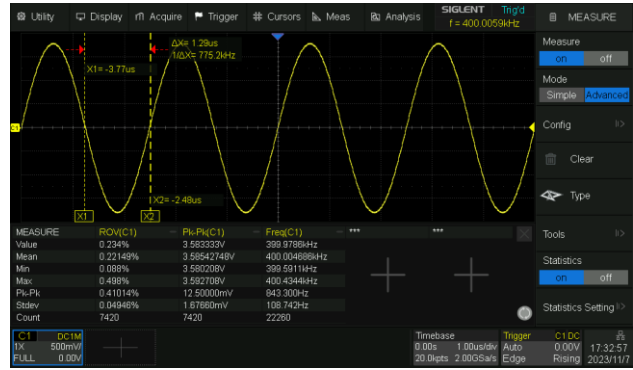 Utility Display Acquire Trigger Cursors Meas Analysis SIGLENT Trig'd MEASURE
f = 400.0059kHz
Measure
on off
Mode
Simple Advanced
Config
Clear
Type
Tools
Statistics
on off
Statistics Setting
ΔX= 1.29us
1/ΔX= 775.2kHz
X1= -3.77us
C1
X2= -2.48us
X1 X2
MEASURE ROV(C1) Pk-Pk(C1) Freq(C1) *** ***
Value 0.234% 3.583333V 399.9786kHz
Mean 0.22149% 3.58542748V 400.004686kHz
Min 0.088% 3.580208V 399.5911kHz
Max 0.498% 3.592708V 400.4344kHz
Pk-Pk 0.41014% 12.50000mV 843.300Hz
Stdev 0.04946% 1.67660mV 108.742Hz
Count 7420 7420 22260
C1 DC1M
1X 500mV/
FULL 0.00V
Timebase
0.00s 1.00us/div
20.0kpts 2.00GSa/s
Trigger C1 DC
Auto 0.00V
Edge Rising
17:32:57
2023/11/7